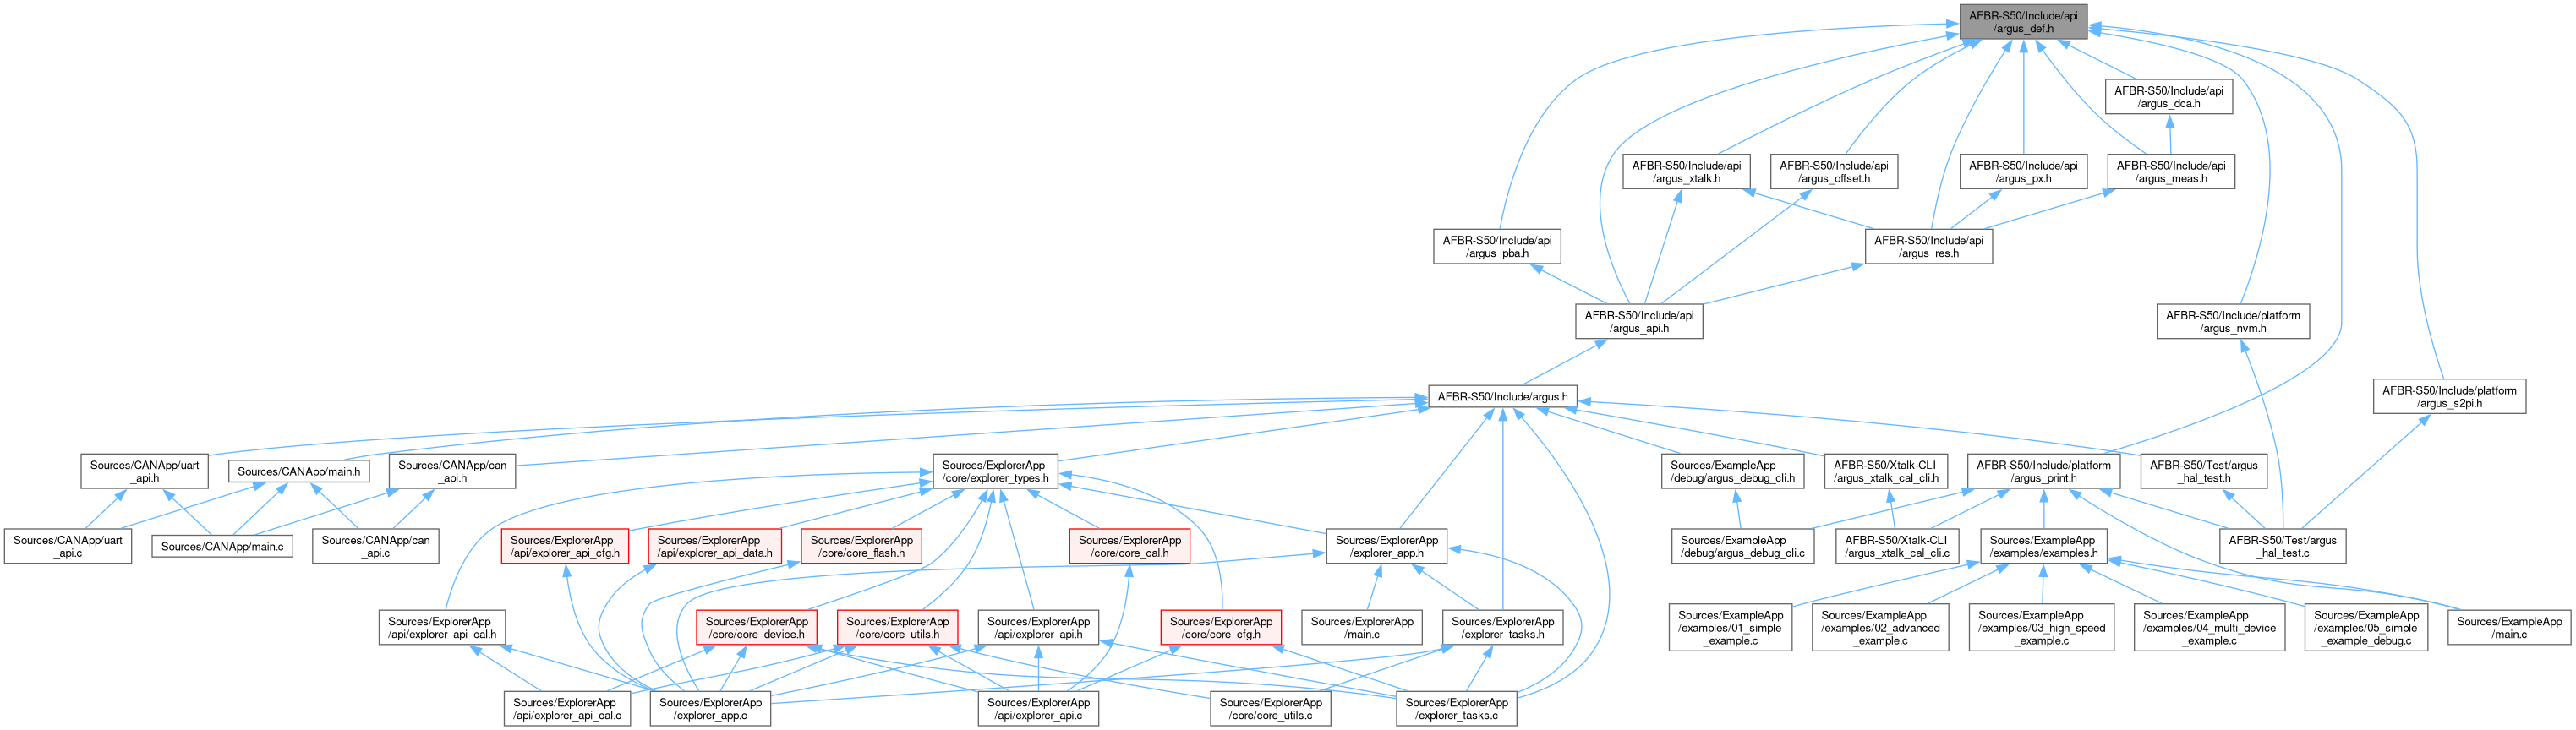 AFBR-S50/Include/api
/argus_def.h
AFBR-S50/Include/api
/argus_dca.h
AFBR-S50/Include/api
/argus_xtalk.h
AFBR-S50/Include/api
/argus_offset.h
AFBR-S50/Include/api
/argus_px.h
AFBR-S50/Include/api
/argus_meas.h
AFBR-S50/Include/api
/argus_pba.h
AFBR-S50/Include/api
/argus_res.h
AFBR-S50/Include/api
/argus_api.h
AFBR-S50/Include/platform
/argus_nvm.h
AFBR-S50/Include/argus.h
AFBR-S50/Include/platform
/argus_s2pi.h
Sources/CANApp/uart
_api.h
Sources/CANApp/main.h
Sources/CANApp/can
_api.h
Sources/ExplorerApp
/core/explorer_types.h
Sources/ExampleApp
/debug/argus_debug_cli.h
AFBR-S50/Xtalk-CLI
/argus_xtalk_cal_cli.h
AFBR-S50/Include/platform
/argus_print.h
AFBR-S50/Test/argus
_hal_test.h
Sources/CANApp/uart
_api.c
Sources/CANApp/main.c
Sources/CANApp/can
_api.c
Sources/ExplorerApp
/api/explorer_api_cfg.h
Sources/ExplorerApp
/api/explorer_api_data.h
Sources/ExplorerApp
/core/core_flash.h
Sources/ExplorerApp
/core/core_cal.h
Sources/ExplorerApp
/explorer_app.h
Sources/ExampleApp
/debug/argus_debug_cli.c
AFBR-S50/Xtalk-CLI
/argus_xtalk_cal_cli.c
Sources/ExampleApp
/examples/examples.h
AFBR-S50/Test/argus
_hal_test.c
Sources/ExplorerApp
/api/explorer_api_cal.h
Sources/ExplorerApp
/core/core_device.h
Sources/ExplorerApp
/core/core_utils.h
Sources/ExplorerApp
/api/explorer_api.h
Sources/ExplorerApp
/core/core_cfg.h
Sources/ExplorerApp
/main.c
Sources/ExplorerApp
/explorer_tasks.h
Sources/ExampleApp
/examples/01_simple
_example.c
Sources/ExampleApp
/examples/02_advanced
_example.c
Sources/ExampleApp
/examples/03_high_speed
_example.c
Sources/ExampleApp
/examples/04_multi_device
_example.c
Sources/ExampleApp
/examples/05_simple
_example_debug.c
Sources/ExampleApp
/main.c
Sources/ExplorerApp
/api/explorer_api_cal.c
Sources/ExplorerApp
/explorer_app.c
Sources/ExplorerApp
/api/explorer_api.c
Sources/ExplorerApp
/core/core_utils.c
Sources/ExplorerApp
/explorer_tasks.c